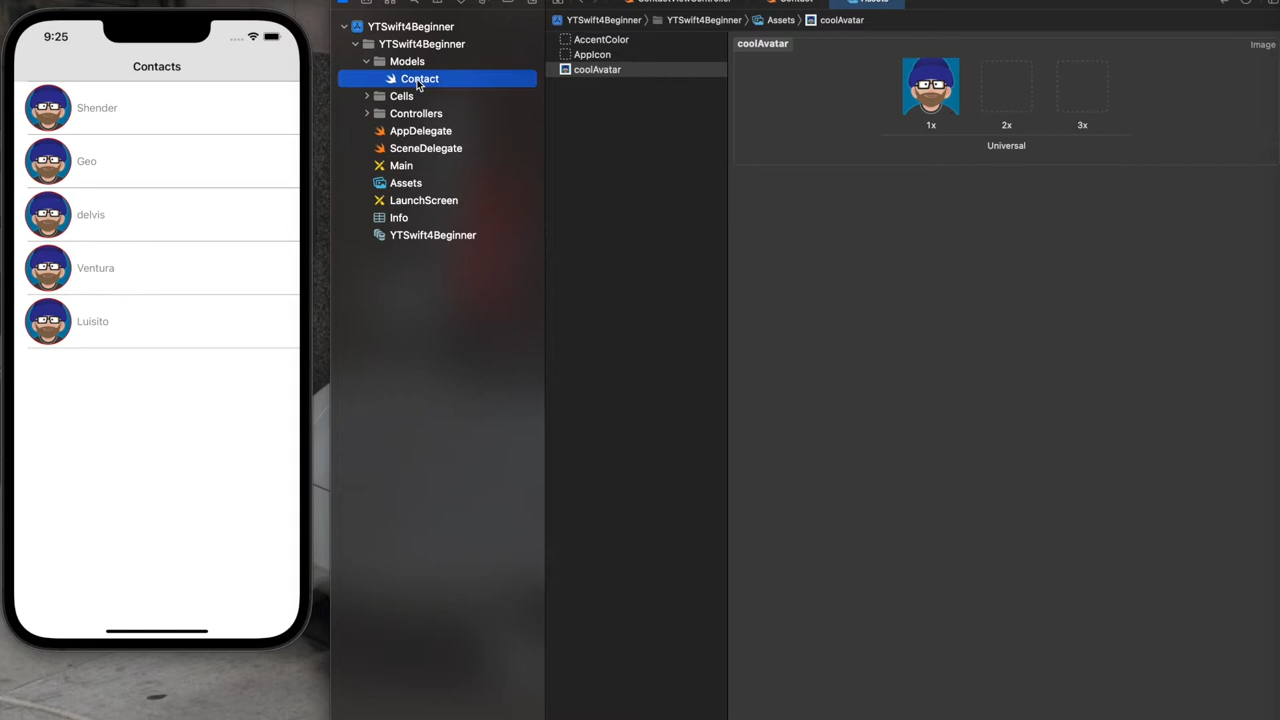 9:25
Contacts
Shender
Geo
delvis
Ventura
Luisito
YTSwift4Beginner
YTSwift4Beginner
Models
Contact
Cells
Controllers
AppDelegate
SceneDelegate
Main
Assets
LaunchScreen
Info
YTSwift4Beginner
YTSwift4Beginner
YTSwift4Beginner
Assets
coolAvatar
AccentColor
AppIcon
coolAvatar
coolAvatar
Image
1x
2x
3x
Universal